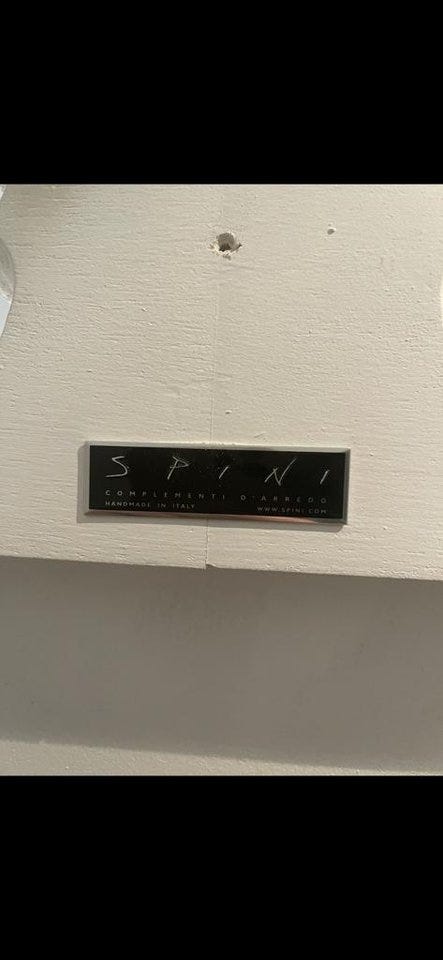 SPINI
COMPLEMENTI D'ARREDO
HANDMADE IN ITALY WWW.SPINI.COM